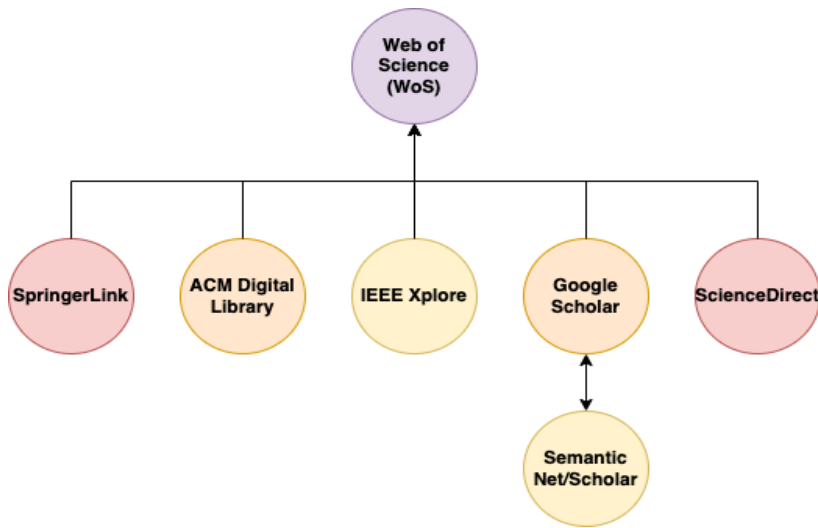 Web of
Science
(WoS)
SpringerLink
ACM Digital
Library
IEEE Xplore
Google
Scholar
ScienceDirect
Semantic
Net/Scholar